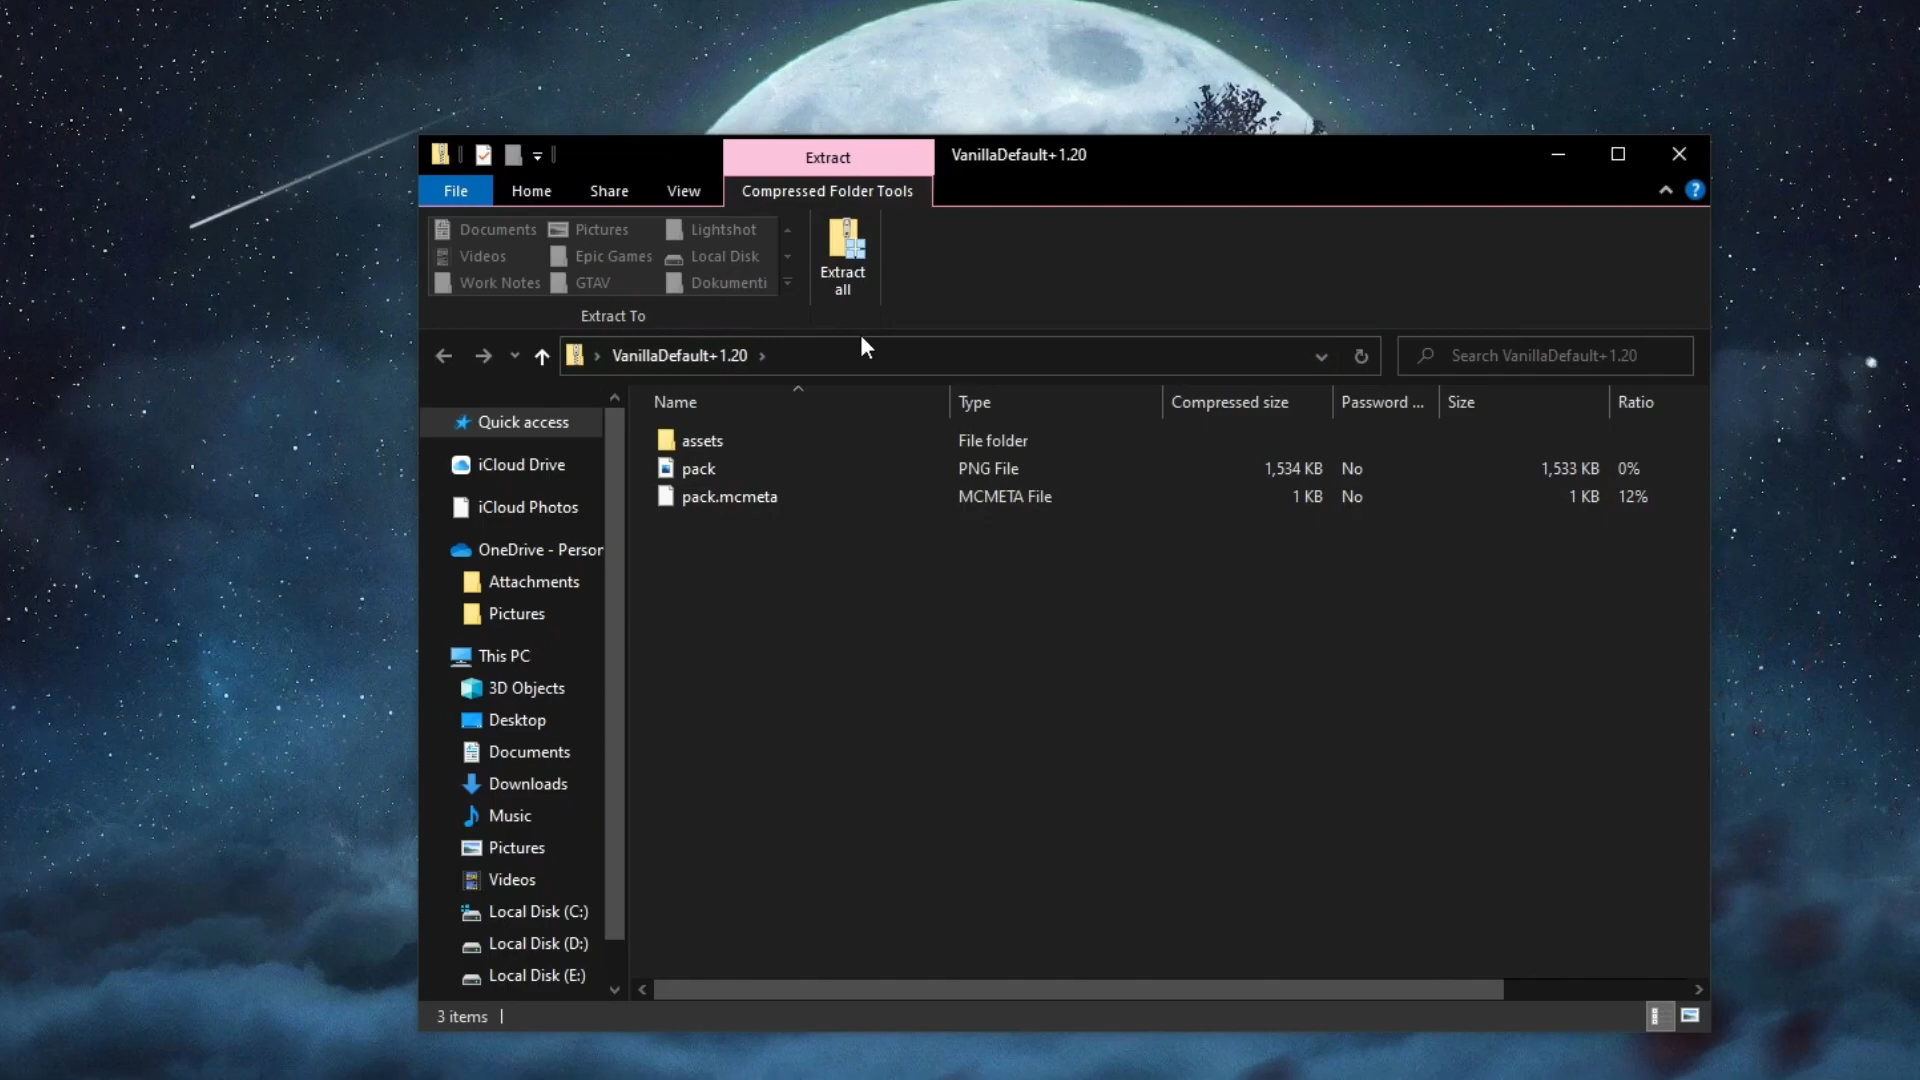 Extract
VanillaDefault+1.20
File
Home
Share
View
Compressed Folder Tools
?
Documents
Pictures
Lightshot
Videos
Epic Games
Local Disk
Work Notes
GTAV
Dokumenti
Extract To
Extract
all
VanillaDefault+1.20
Search VanillaDefault+1.20
Name
Type
Compressed size
Password ...
Size
Ratio
assets
File folder
pack
PNG File
1,534 KB
No
1,533 KB
0%
pack.mcmeta
MCMETA File
1 KB
No
1 KB
12%
Quick access
iCloud Drive
iCloud Photos
OneDrive - Person
Attachments
Pictures
This PC
3D Objects
Desktop
Documents
Downloads
Music
Pictures
Videos
Local Disk (C:)
Local Disk (D:)
Local Disk (E:)
3 items